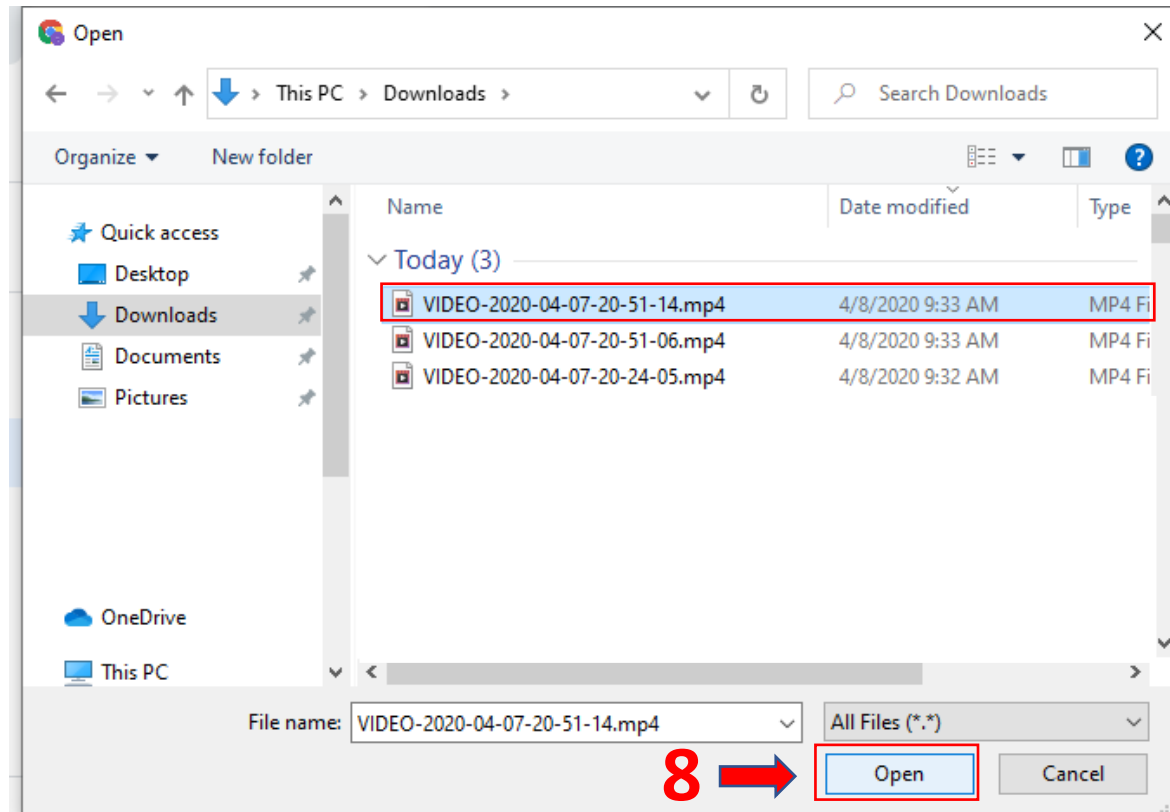 Open
This PC > Downloads >
Search Downloads
Organize
New folder
?
Name
Date modified
Type
Quick access
Desktop
Downloads
Documents
Pictures
OneDrive
This PC
Today (3)
VIDEO-2020-04-07-20-51-14.mp4 4/8/2020 9:33 AM MP4 Fi
VIDEO-2020-04-07-20-51-06.mp4 4/8/2020 9:33 AM MP4 Fi
VIDEO-2020-04-07-20-24-05.mp4 4/8/2020 9:32 AM MP4 Fi
File name: VIDEO-2020-04-07-20-51-14.mp4
All Files (*.*)
8
Open
Cancel